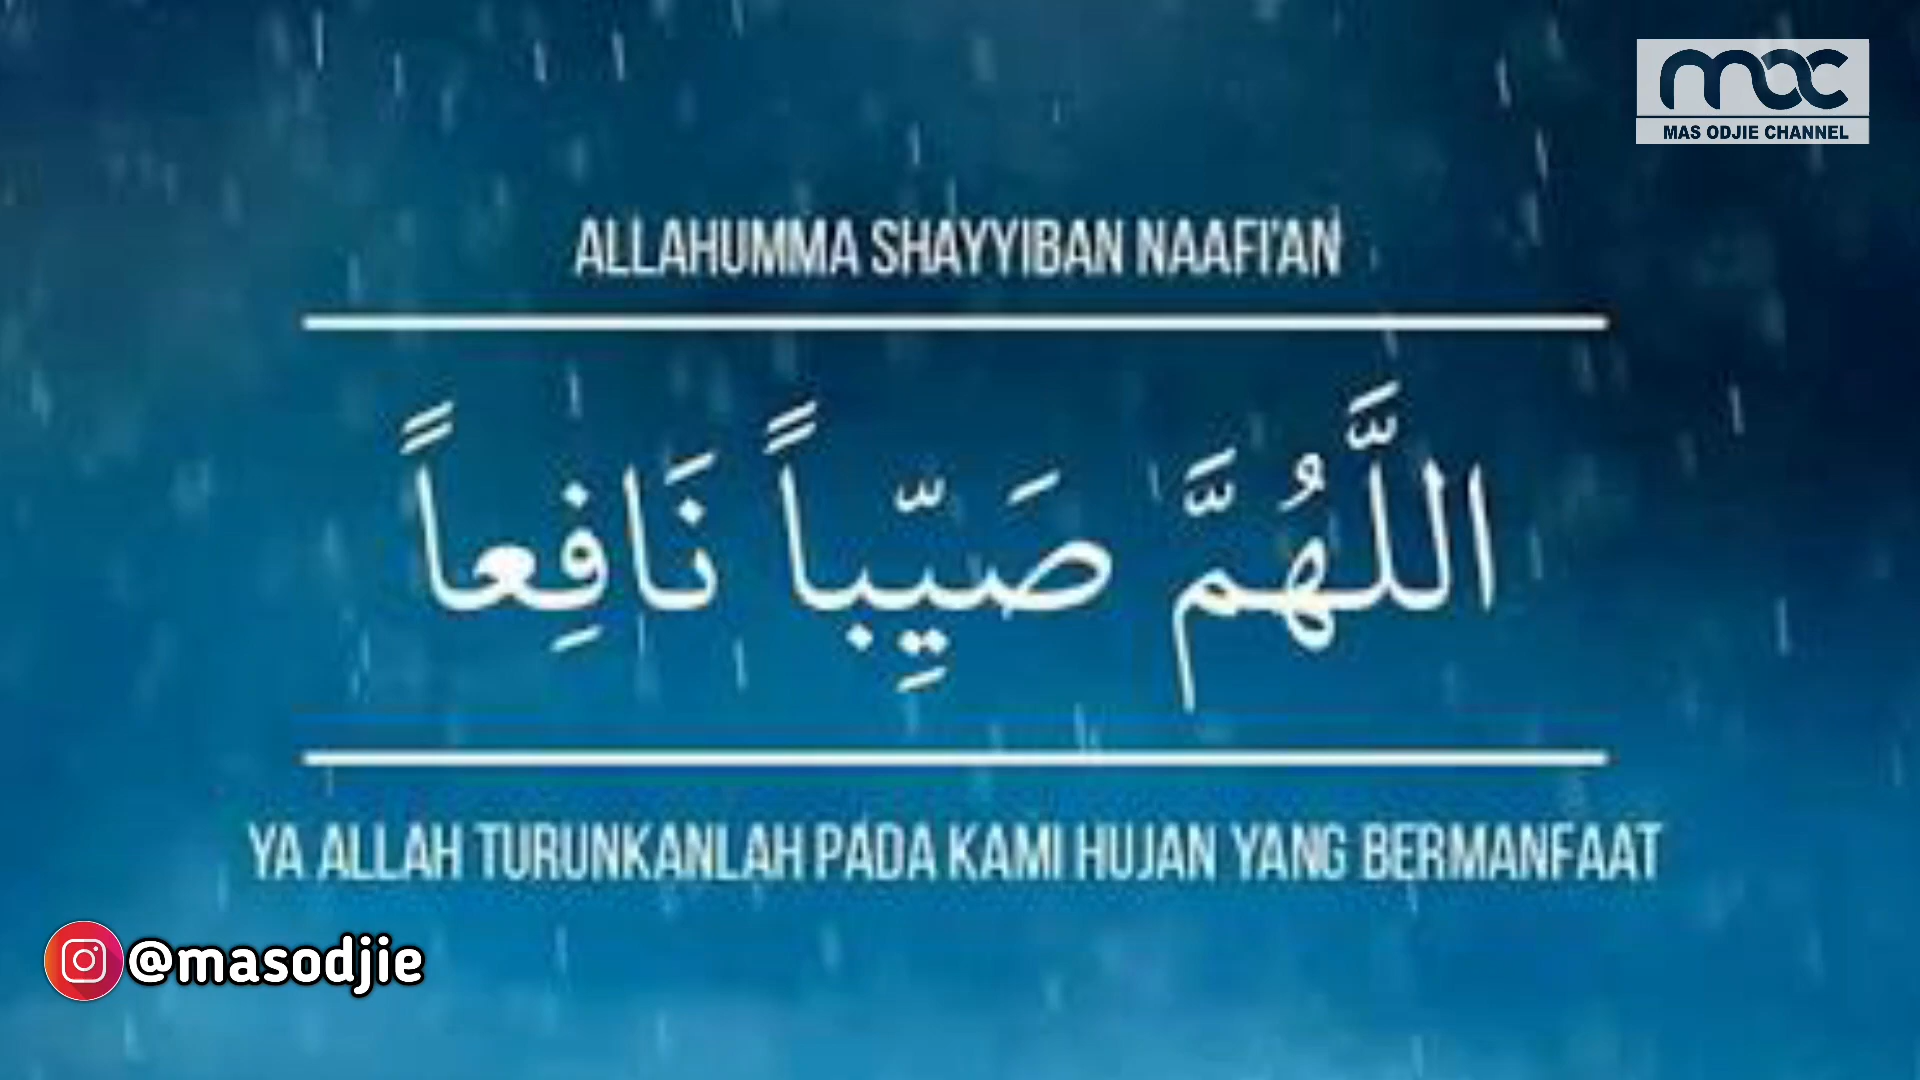 moc
MAS ODJIE CHANNEL
ALLAHUMMA SHAYYIBAN NAAFI'AN
اللَّهُمَّ صَيِّباً نَافِعاً
YA ALLAH TURUNKANLAH PADA KAMI HUJAN YANG BERMANFAAT
@masodjie